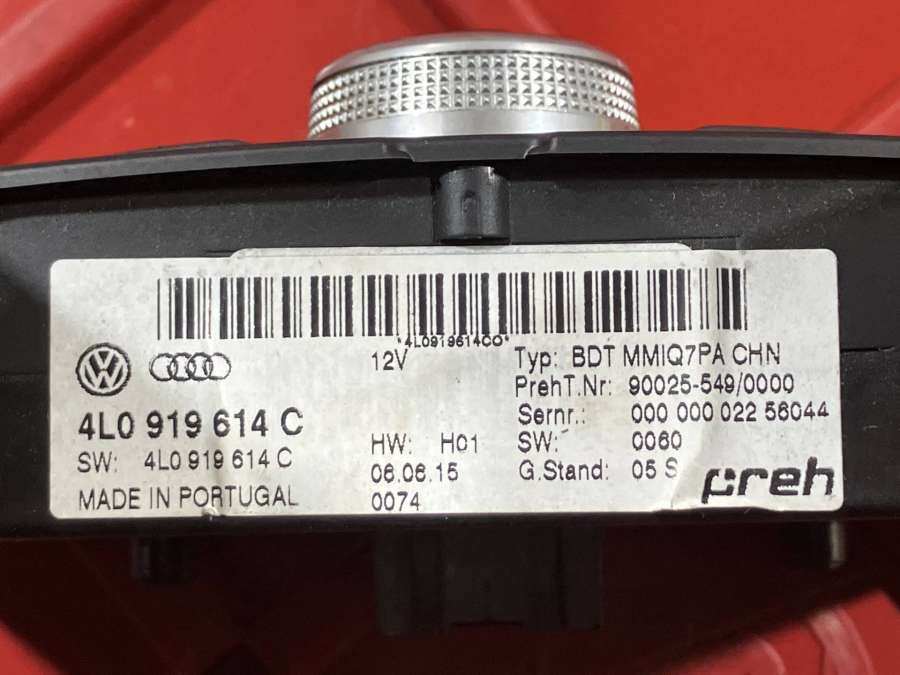 *4L0919614C0*
12V
Typ: BDT MMIQ7PA CHN
PrehT.Nr: 90025-549/0000
4L0 919 614 C
Sernr.: 000 000 022 56044
HW: H01
SW: 0060
SW: 4L0 919 614 C
06.06.15
G.Stand: 05 S
preh
MADE IN PORTUGAL
0074